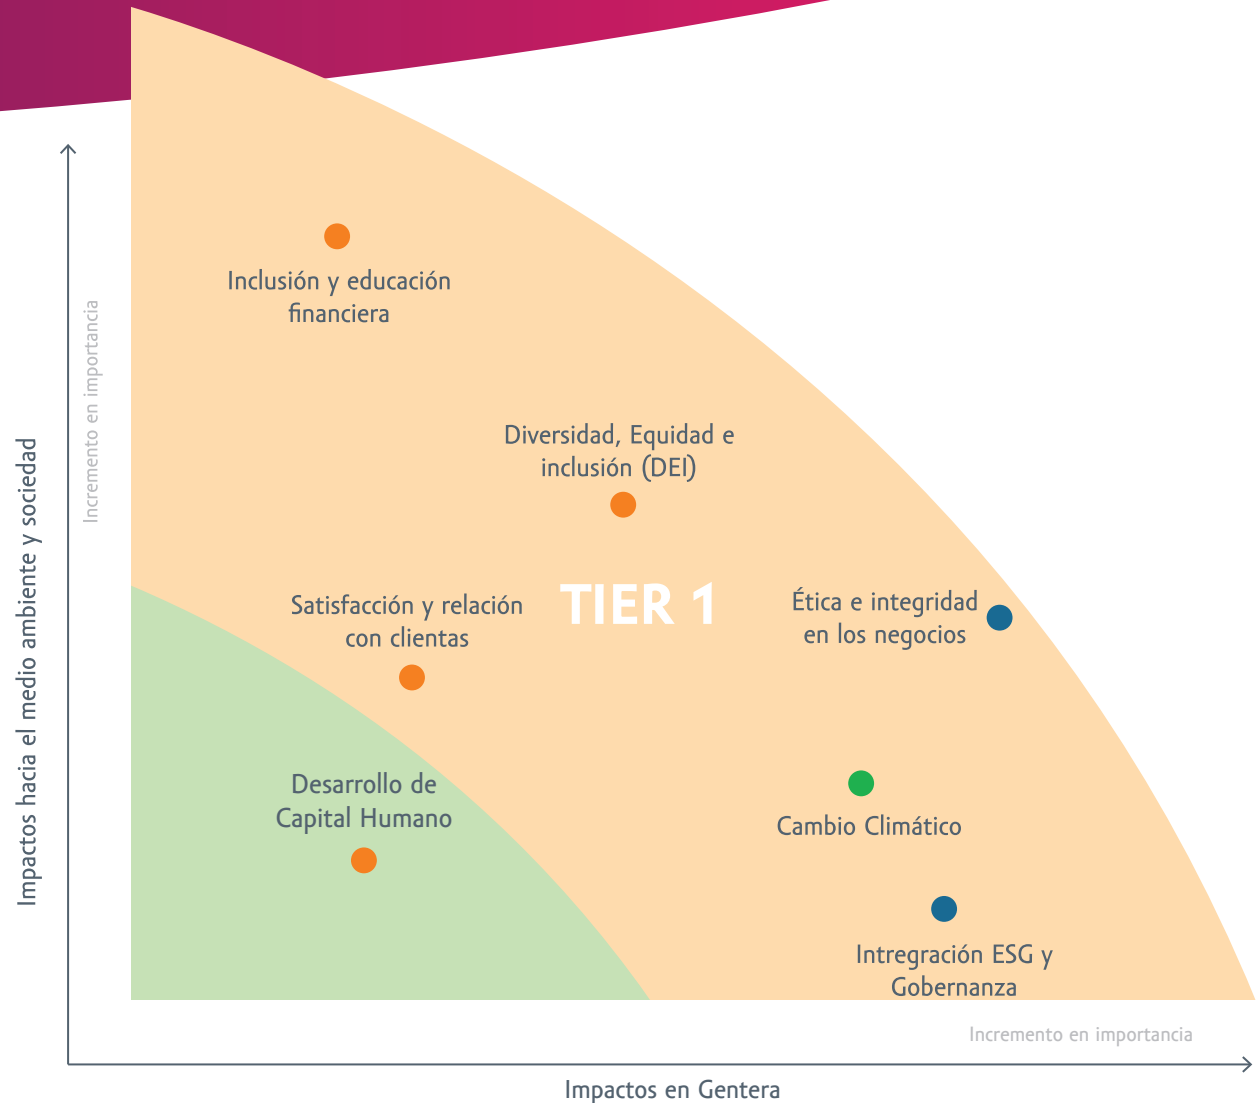 Inclusión y educación
financiera
Incremento en importancia
Impactos hacia el medio ambiente y sociedad
Diversidad, Equidad e
inclusión (DEI)
TIER 1
Satisfacción y relación
con clientas
Ética e integridad
en los negocios
Desarrollo de
Capital Humano
Cambio Climático
Intregración ESG y
Gobernanza
Incremento en importancia
Impactos en Gentera